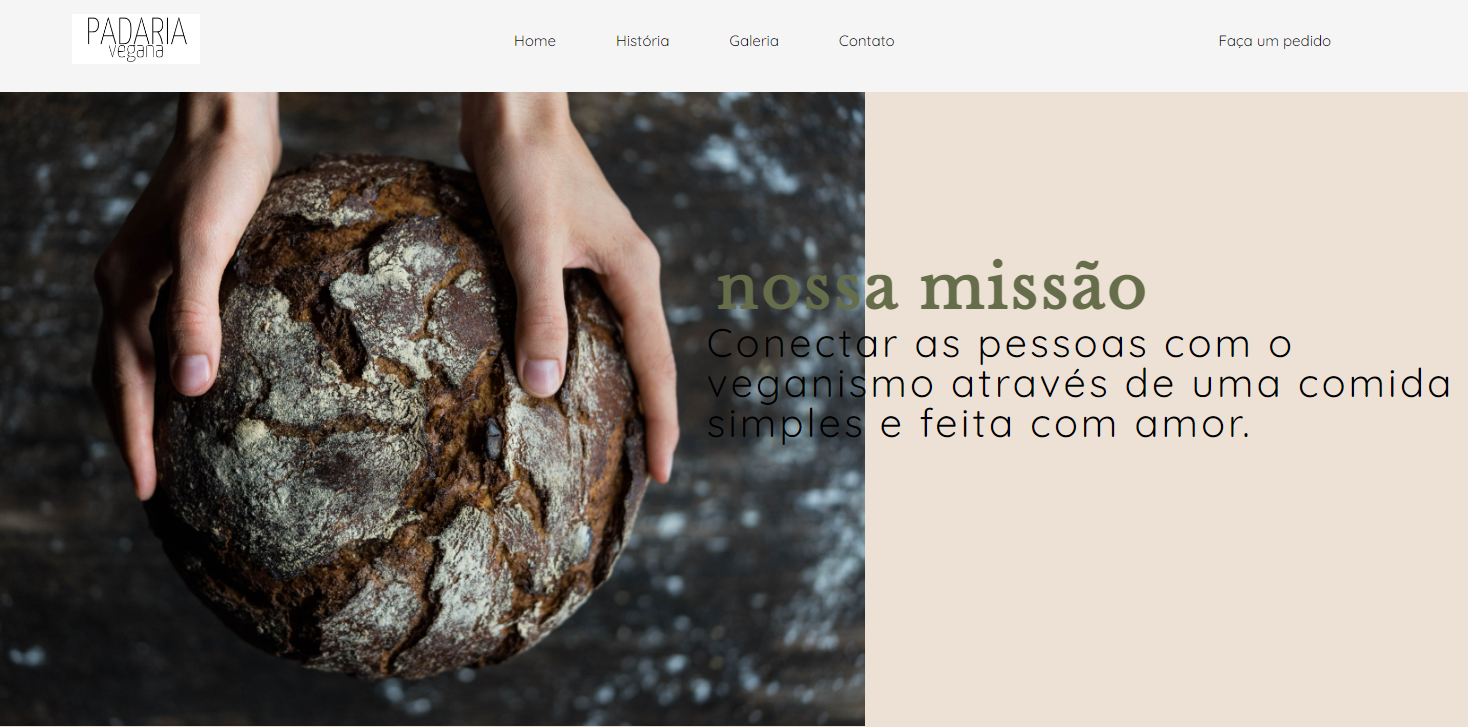 PADARIA
vegana
Home
História
Galeria
Contato
Faça um pedido
nossa missão
Conectar as pessoas com o
veganismo através de uma comida
simples e feita com amor.